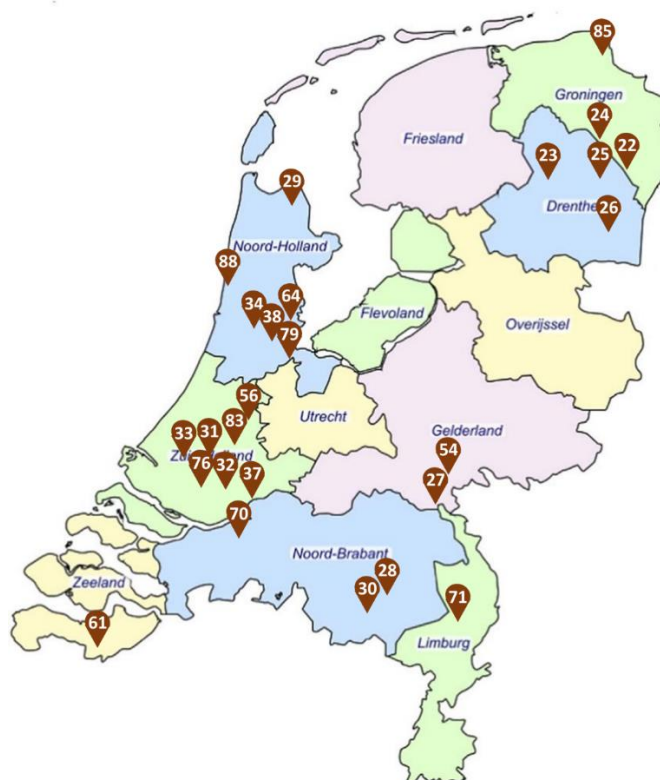 85
Groningen
24
Friesland
22
23
25
29
Drenthe
26
Noord-Holland
88
34
64
Flevoland
38
Overijssel
79
56
Utrecht
83
Gelderland
31
33
54
76
32
37
27
70
Noord-Brabant
28
Zeeland
30
71
61
Limburg